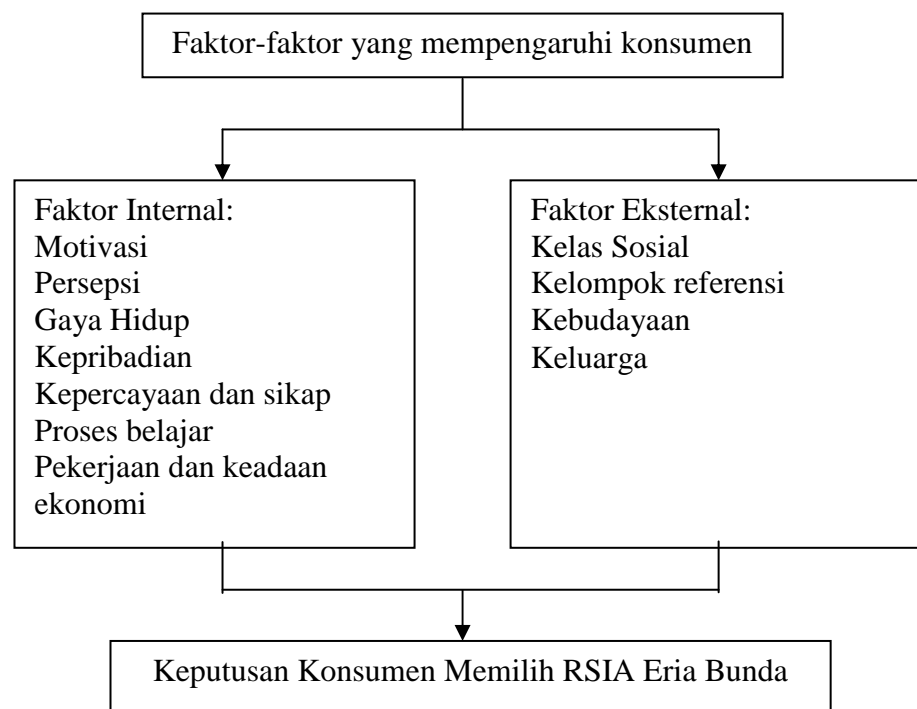 Faktor-faktor yang mempengaruhi konsumen
Faktor Internal:
Motivasi
Persepsi
Gaya Hidup
Kepribadian
Kepercayaan dan sikap
Proses belajar
Pekerjaan dan keadaan
ekonomi
Faktor Eksternal:
Kelas Sosial
Kelompok referensi
Kebudayaan
Keluarga
Keputusan Konsumen Memilih RSIA Eria Bunda